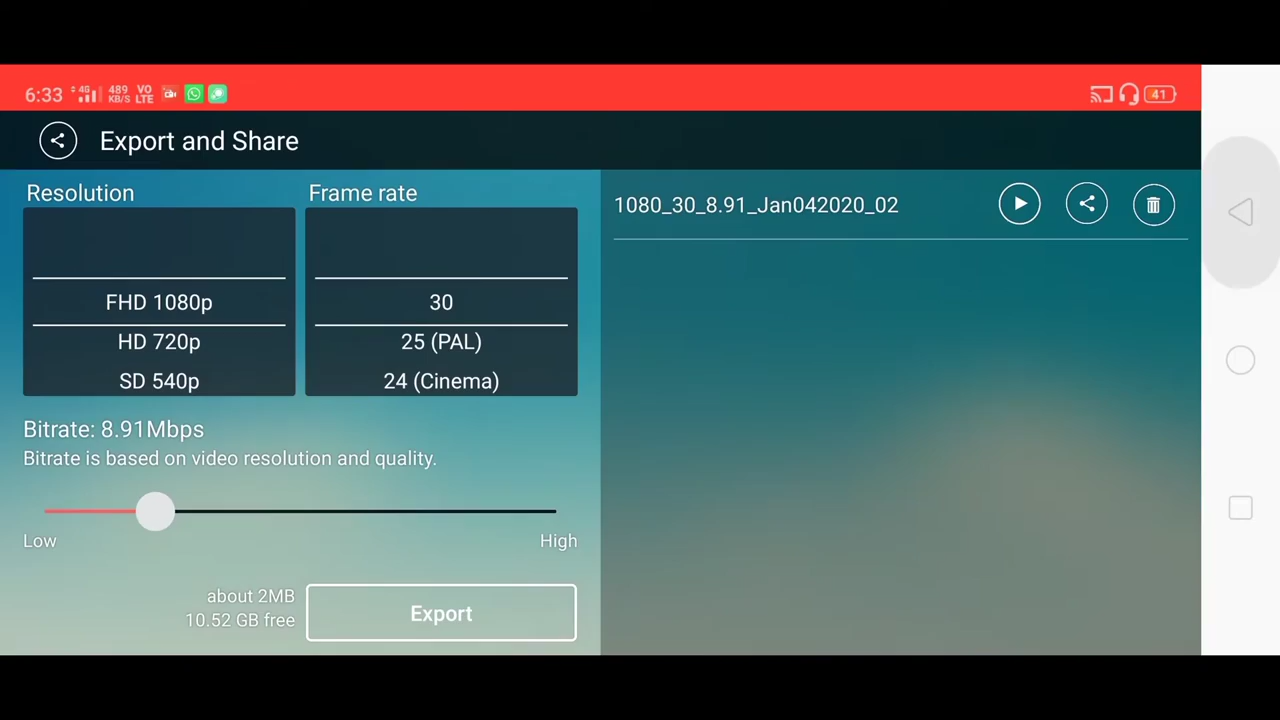 6:33 4G 489 KB/S VO LTE 41
Export and Share
Resolution
FHD 1080p
HD 720p
SD 540p
Frame rate
30
25 (PAL)
24 (Cinema)
Bitrate: 8.91Mbps
Bitrate is based on video resolution and quality.
Low
High
about 2MB
10.52 GB free
Export
1080_30_8.91_Jan042020_02